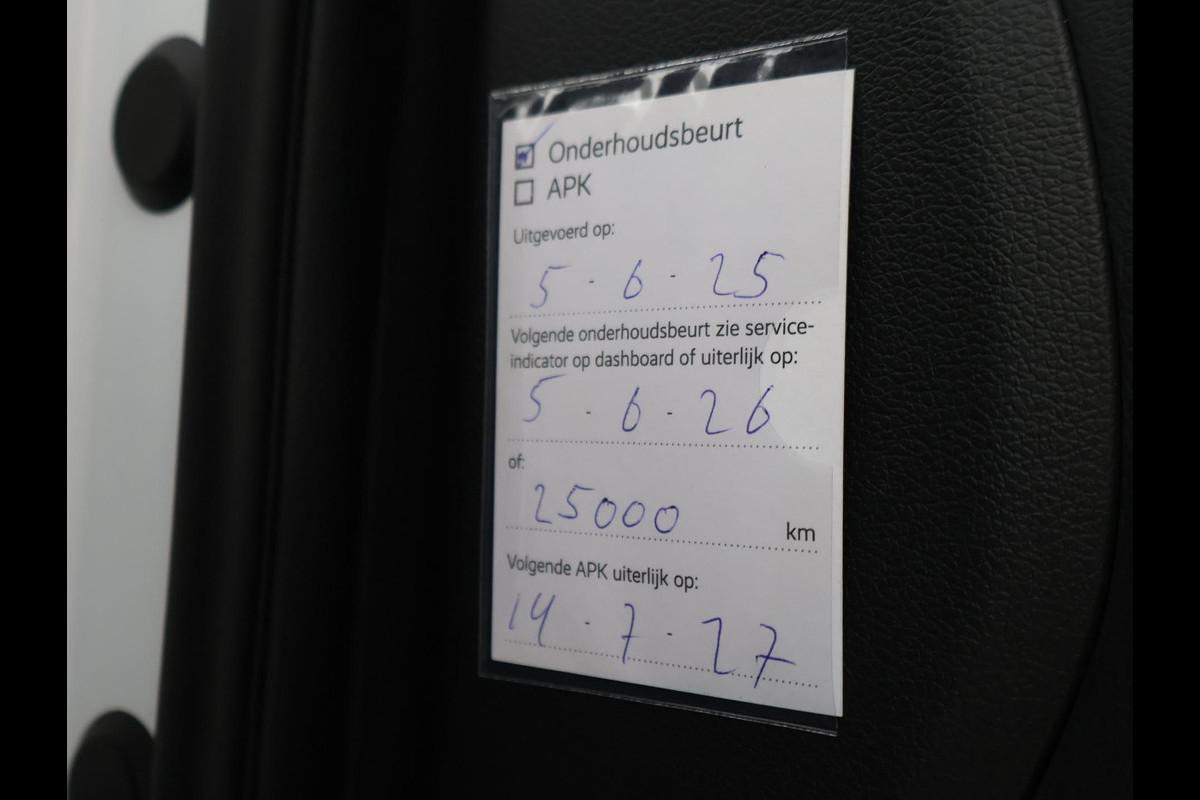 Onderhoudsbeurt
APK
Uitgevoerd op:
5 - 6 - 25
Volgende onderhoudsbeurt zie service-
indicator op dashboard of uiterlijk op:
5 - 6 - 26
of:
25000 km
Volgende APK uiterlijk op:
14 - 7 - 27